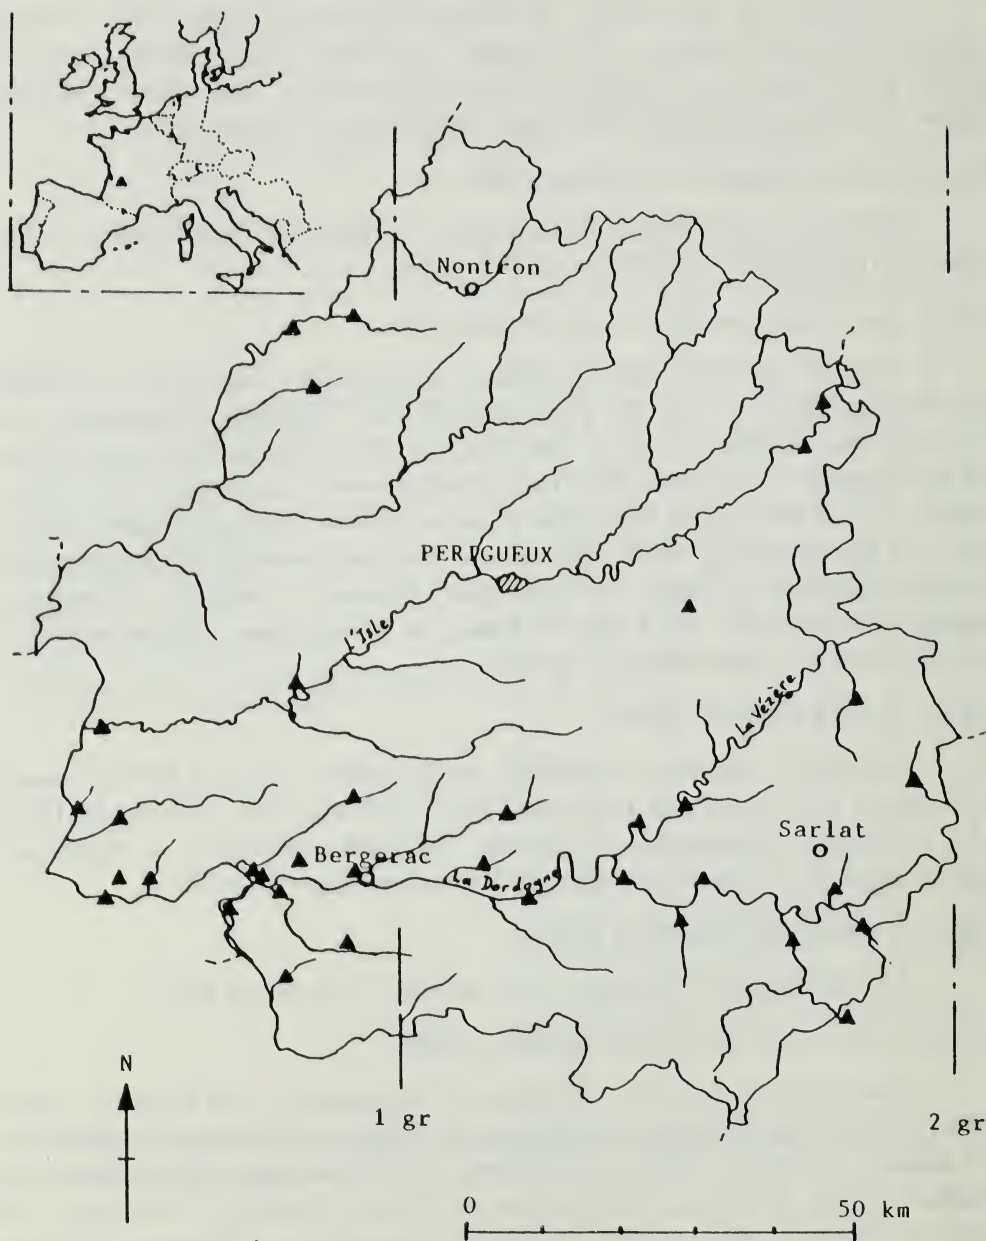 Nontron
PERIGUEUX
L'Isle
La Vézère
Sarlat
Bergerac
La Dordogne
N
1 gr
2 gr
0
50 km